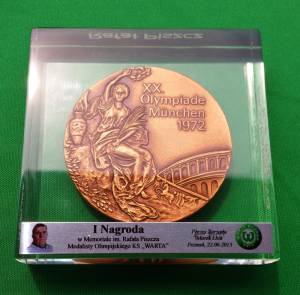 Rafał Piszcz
XX.
Olympiade
München
1972
I Nagroda
w Memoriale im. Rafała Piszcza
Medalisty Olimpijskiego KS „WARTA”
Poznań, 22.06.2013